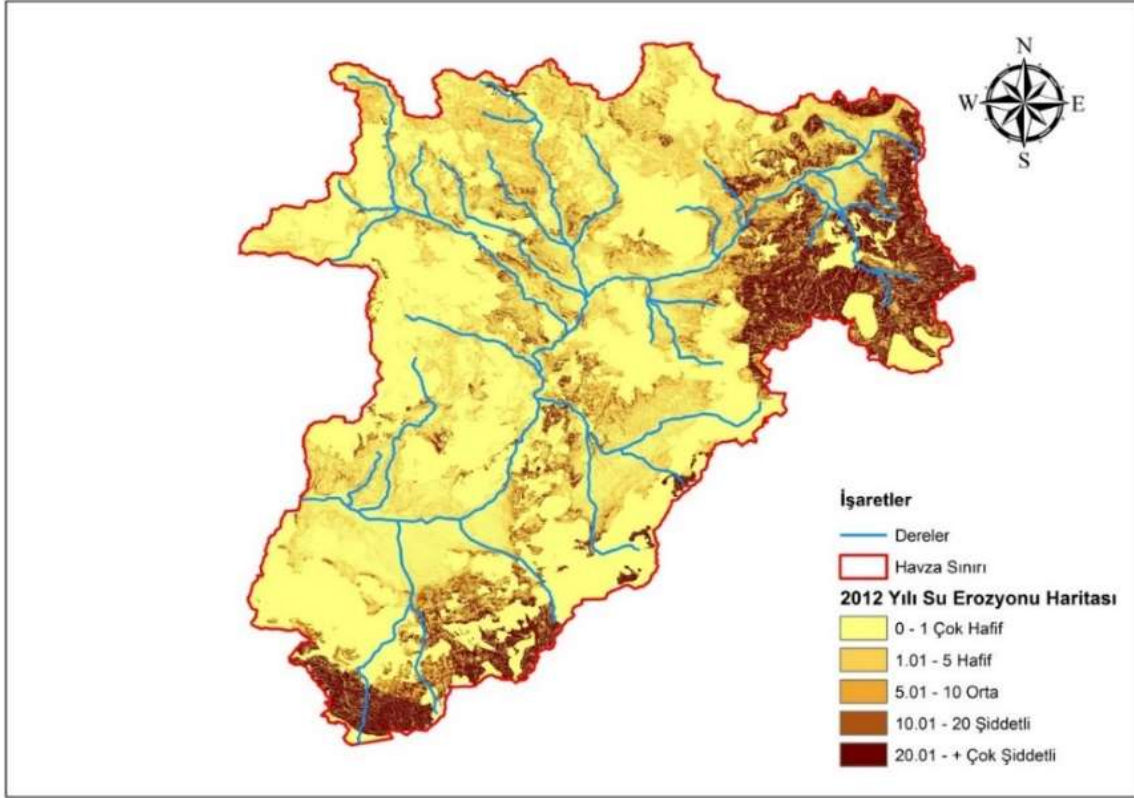 N
W E
S
İşaretler
Dereler
Havza Sınırı
2012 Yılı Su Erozyonu Haritası
0 - 1 Çok Hafif
1.01 - 5 Hafif
5.01 - 10 Orta
10.01 - 20 Şiddetli
20.01 - + Çok Şiddetli